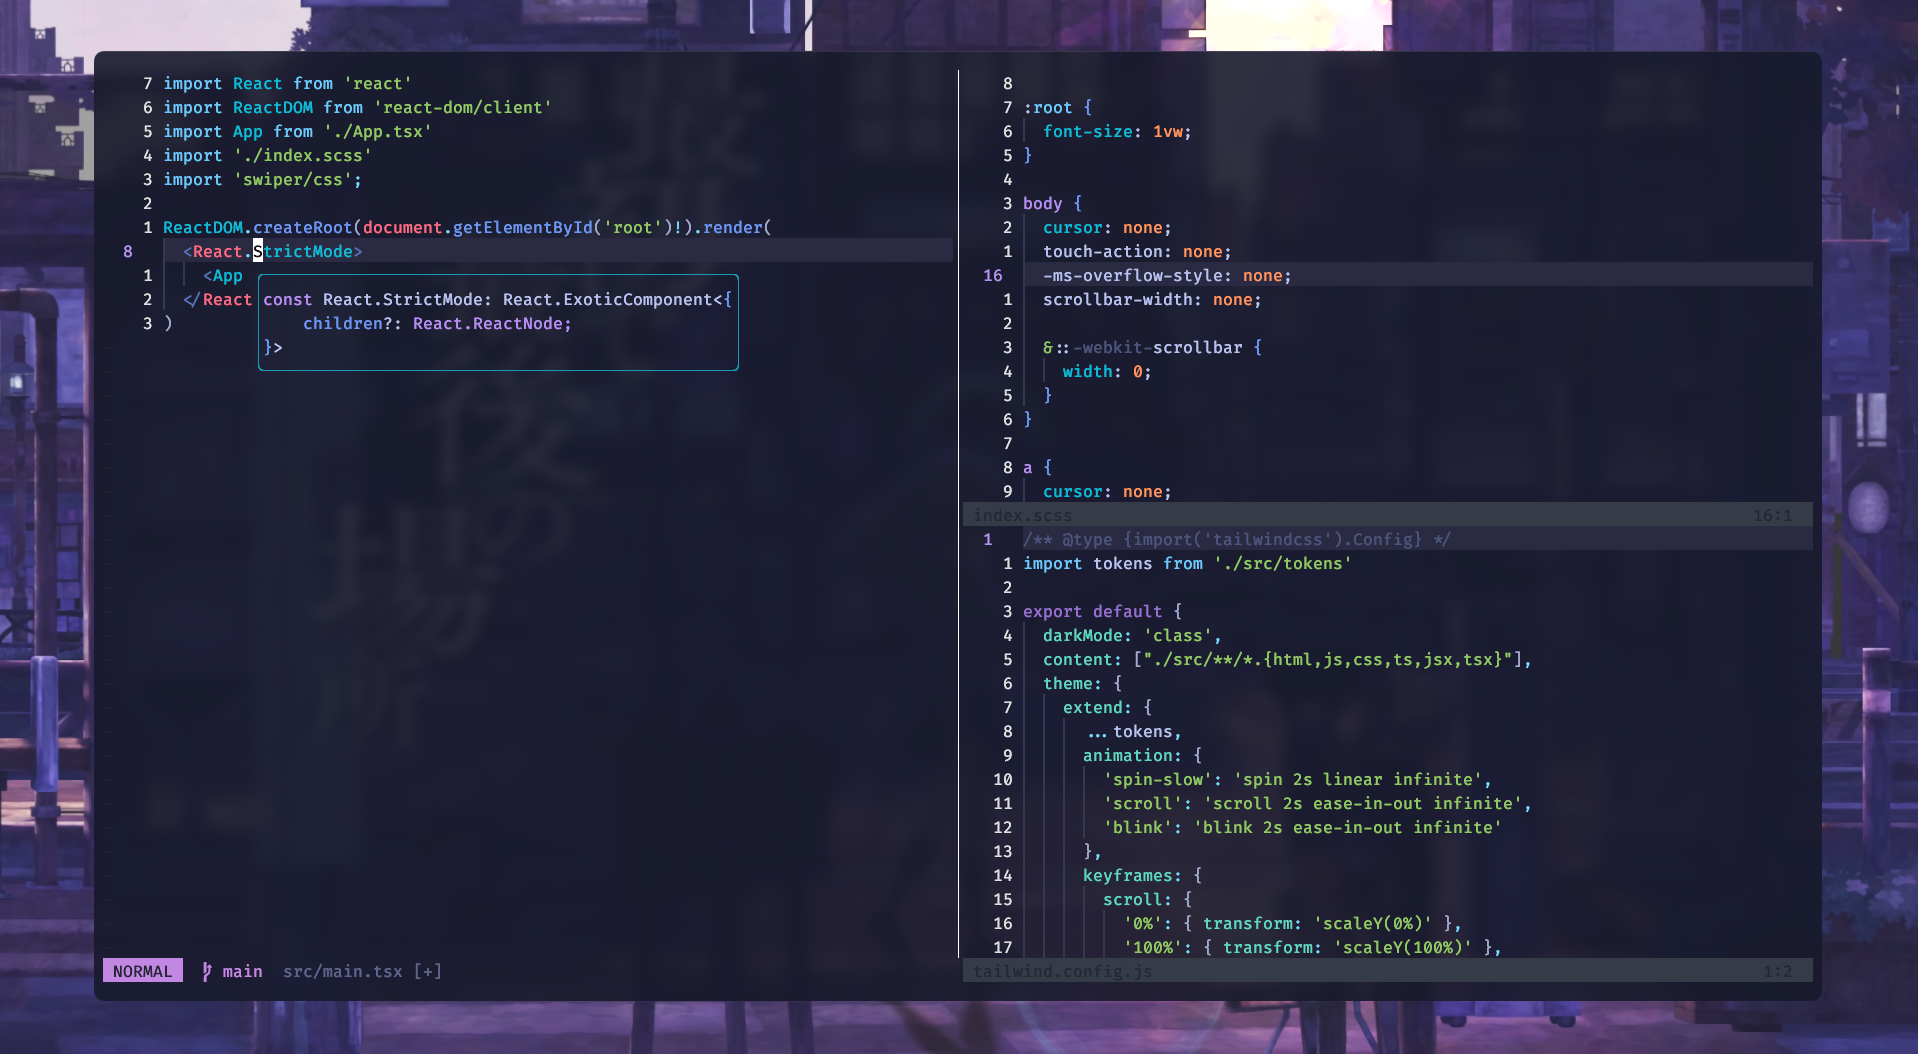 7 import React from 'react'
6 import ReactDOM from 'react-dom/client'
5 import App from './App.tsx'
4 import './index.scss'
3 import 'swiper/css';
2
1 ReactDOM.createRoot(document.getElementById('root')!).render(
8 <React.StrictMode>
1 <App
2 </React
3 )
const React.StrictMode: React.ExoticComponent<{
children?: React.ReactNode;
}>
NORMAL main src/main.tsx [+]
8
7 :root {
6 font-size: 1vw;
5 }
4
3 body {
2 cursor: none;
1 touch-action: none;
16 -ms-overflow-style: none;
1 scrollbar-width: none;
2
3 &::-webkit-scrollbar {
4 width: 0;
5 }
6 }
7
8 a {
9 cursor: none;
index.scss 16:1
1 /** @type {import('tailwindcss').Config} */
1 import tokens from './src/tokens'
2
3 export default {
4 darkMode: 'class',
5 content: ["./src/**/*.{html,js,css,ts,jsx,tsx}"],
6 theme: {
7 extend: {
8 ...tokens,
9 animation: {
10 'spin-slow': 'spin 2s linear infinite',
11 'scroll': 'scroll 2s ease-in-out infinite',
12 'blink': 'blink 2s ease-in-out infinite'
13 },
14 keyframes: {
15 scroll: {
16 '0%': { transform: 'scaleY(0%)' },
17 '100%': { transform: 'scaleY(100%)' },
tailwind.config.js 1:2
後の場所